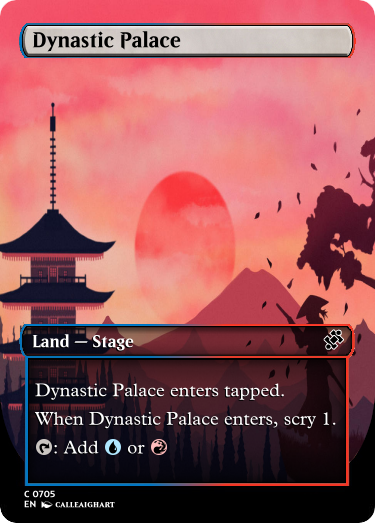 Dynastic Palace
Land — Stage
Dynastic Palace enters tapped.
When Dynastic Palace enters, scry 1.
: Add or
C 0705
EN CALLEAIGHART